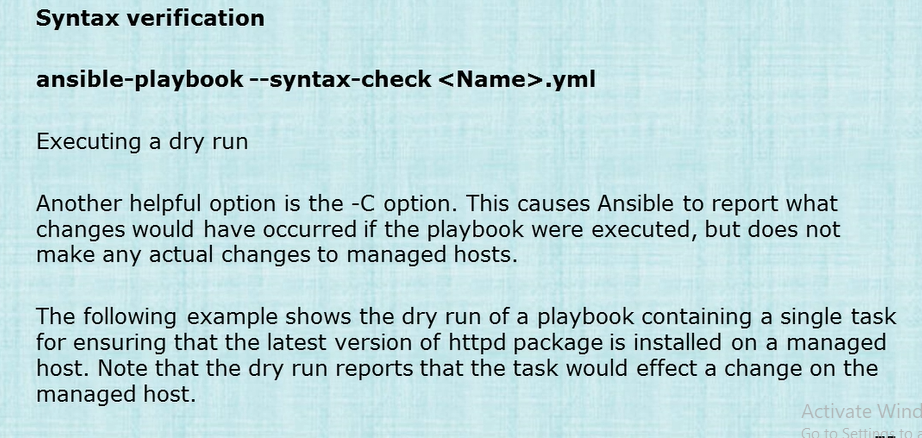 Syntax verification
ansible-playbook --syntax-check <Name>.yml
Executing a dry run
Another helpful option is the -C option. This causes Ansible to report what
changes would have occurred if the playbook were executed, but does not
make any actual changes to managed hosts.
The following example shows the dry run of a playbook containing a single task
for ensuring that the latest version of httpd package is installed on a managed
host. Note that the dry run reports that the task would effect a change on the
managed host.
Activate Wind
Go to Settings to a